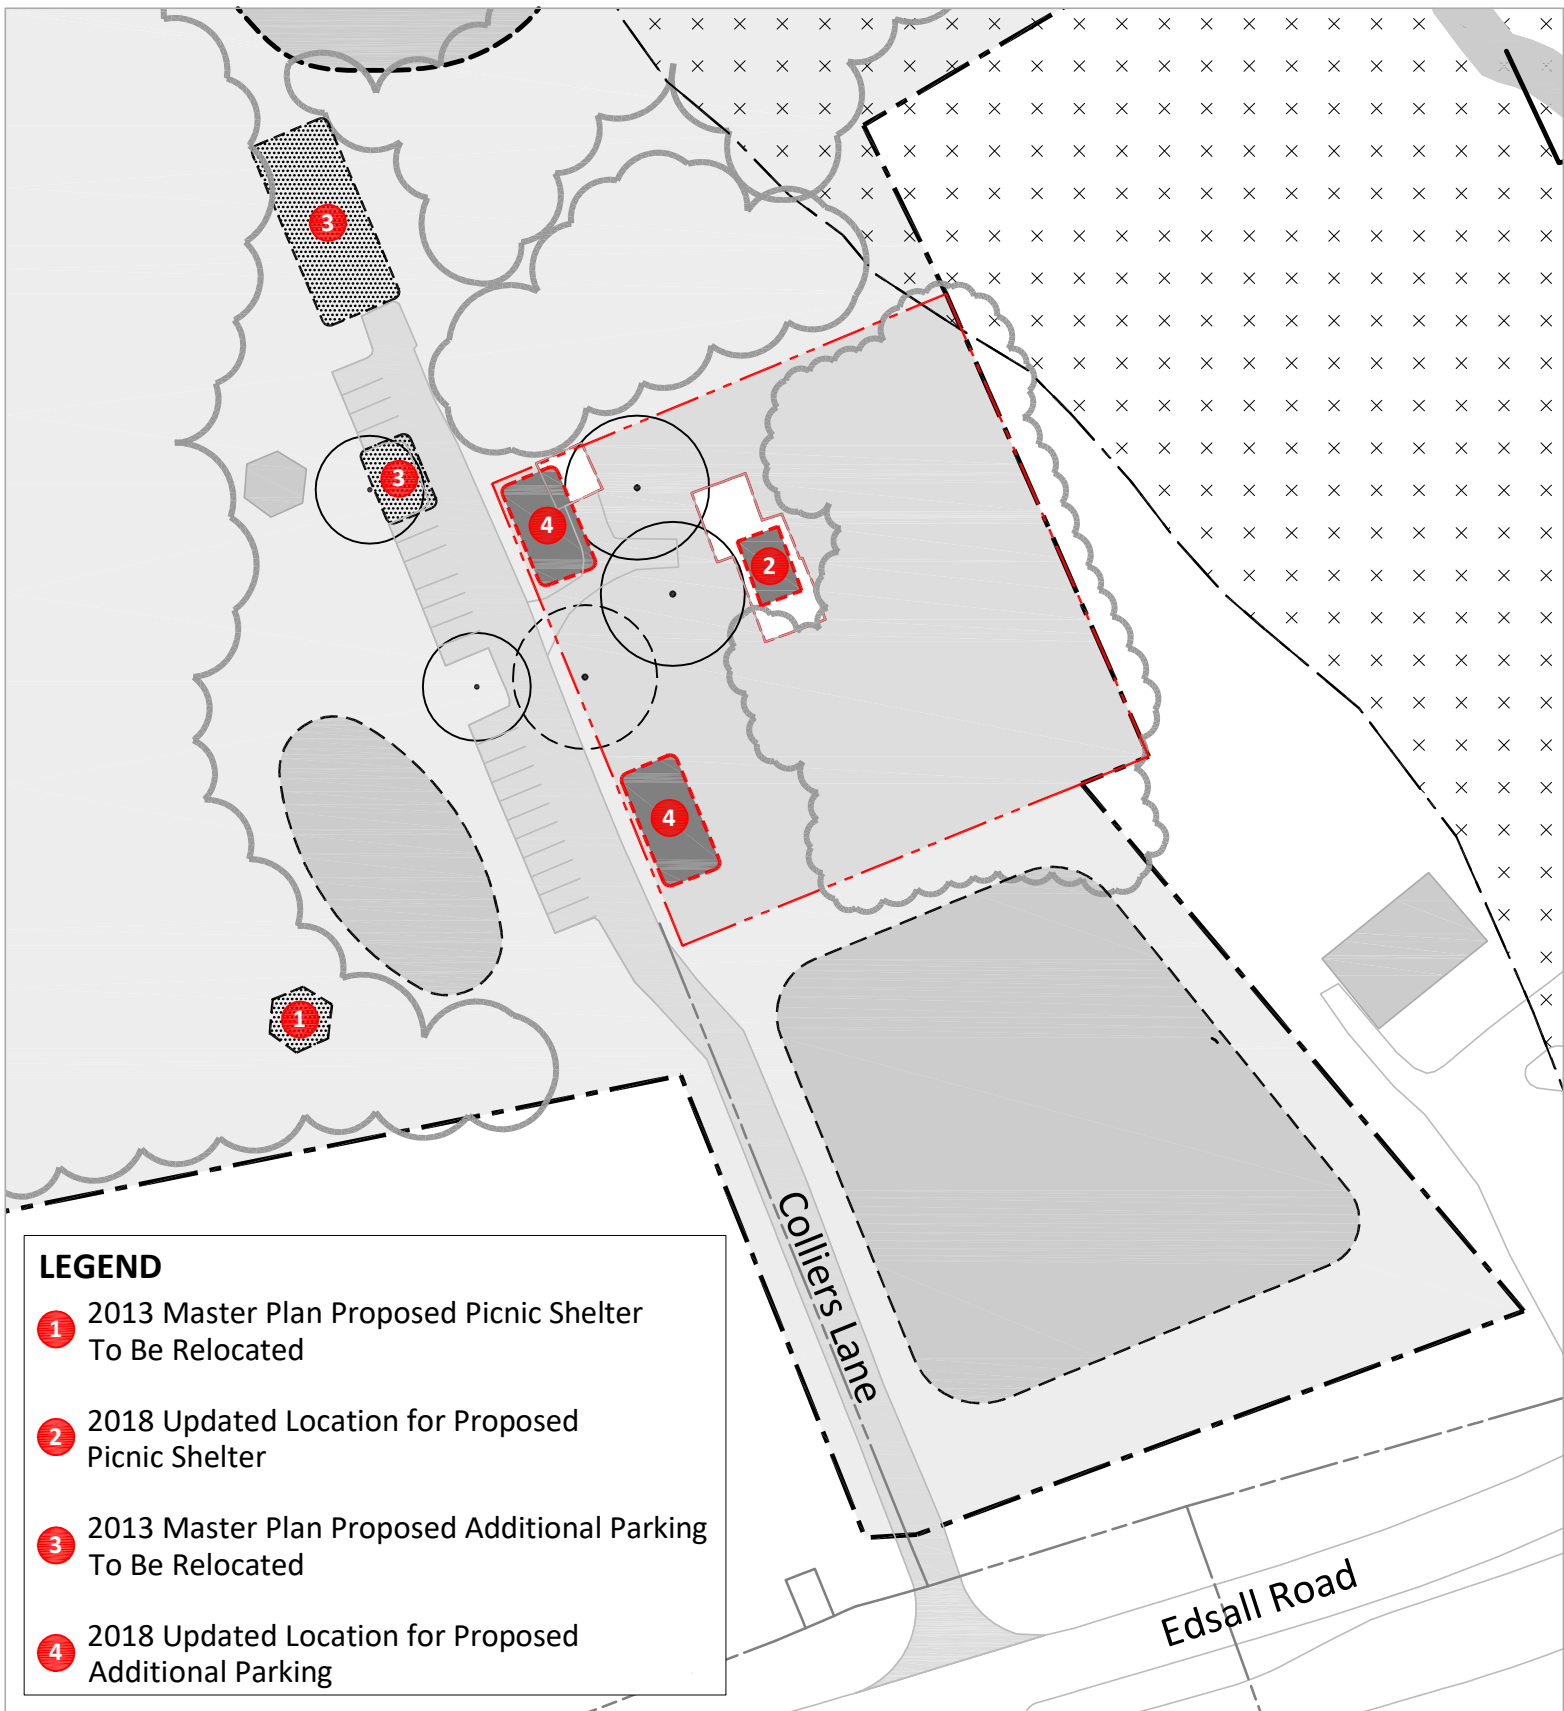 3
3
4
2
4
1
Colliers Lane
Edsall Road
LEGEND
1 2013 Master Plan Proposed Picnic Shelter
To Be Relocated
2 2018 Updated Location for Proposed
Picnic Shelter
3 2013 Master Plan Proposed Additional Parking
To Be Relocated
4 2018 Updated Location for Proposed
Additional Parking